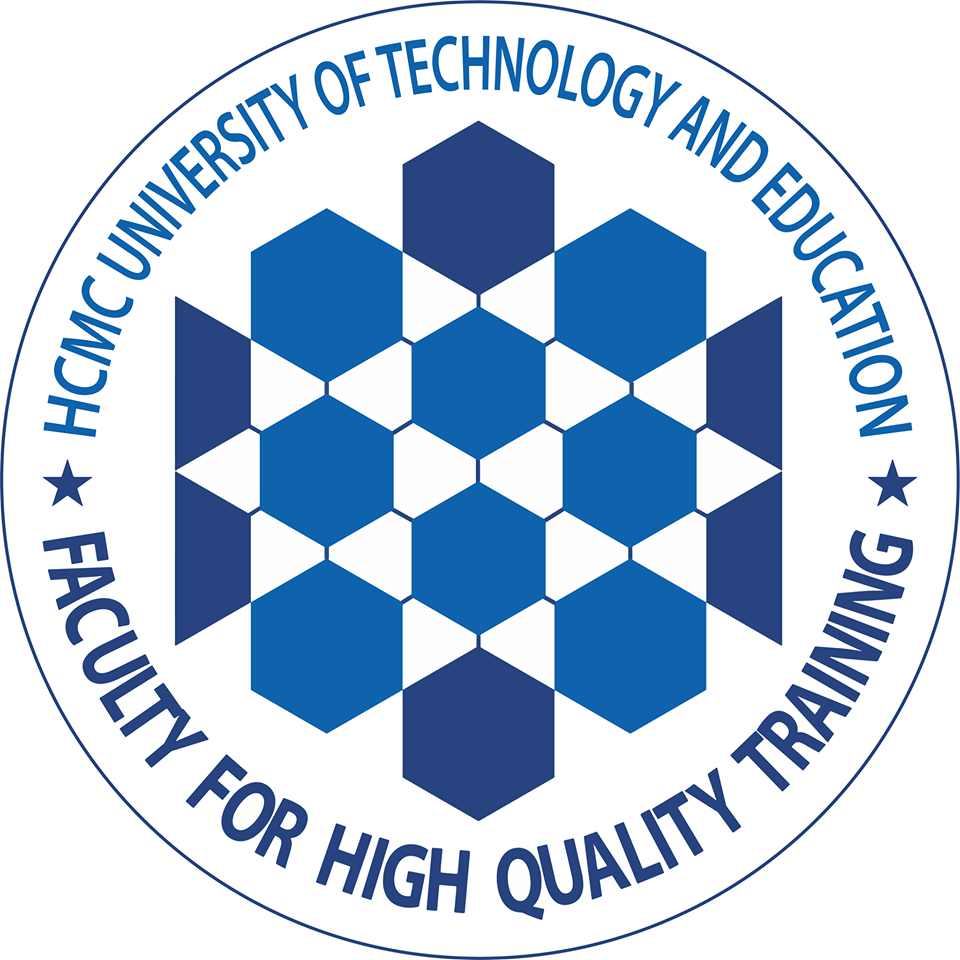 HCMC UNIVERSITY OF TECHNOLOGY AND EDUCATION
FACULTY FOR HIGH QUALITY TRAINING